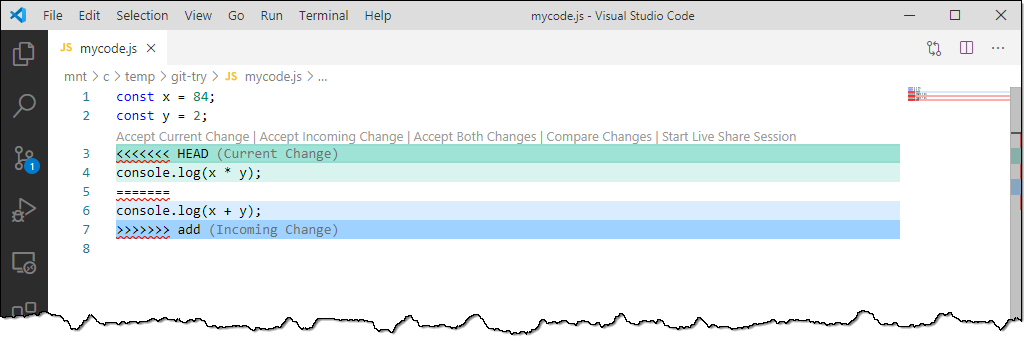 File Edit Selection View Go Run Terminal Help mycode.js - Visual Studio Code
JS mycode.js
mnt > c > temp > git-try > JS mycode.js > ...
1 const x = 84;
2 const y = 2;
Accept Current Change | Accept Incoming Change | Accept Both Changes | Compare Changes | Start Live Share Session
3 <<<<<<< HEAD (Current Change)
4 console.log(x * y);
5 =======
6 console.log(x + y);
7 >>>>>>> add (Incoming Change)
8
1